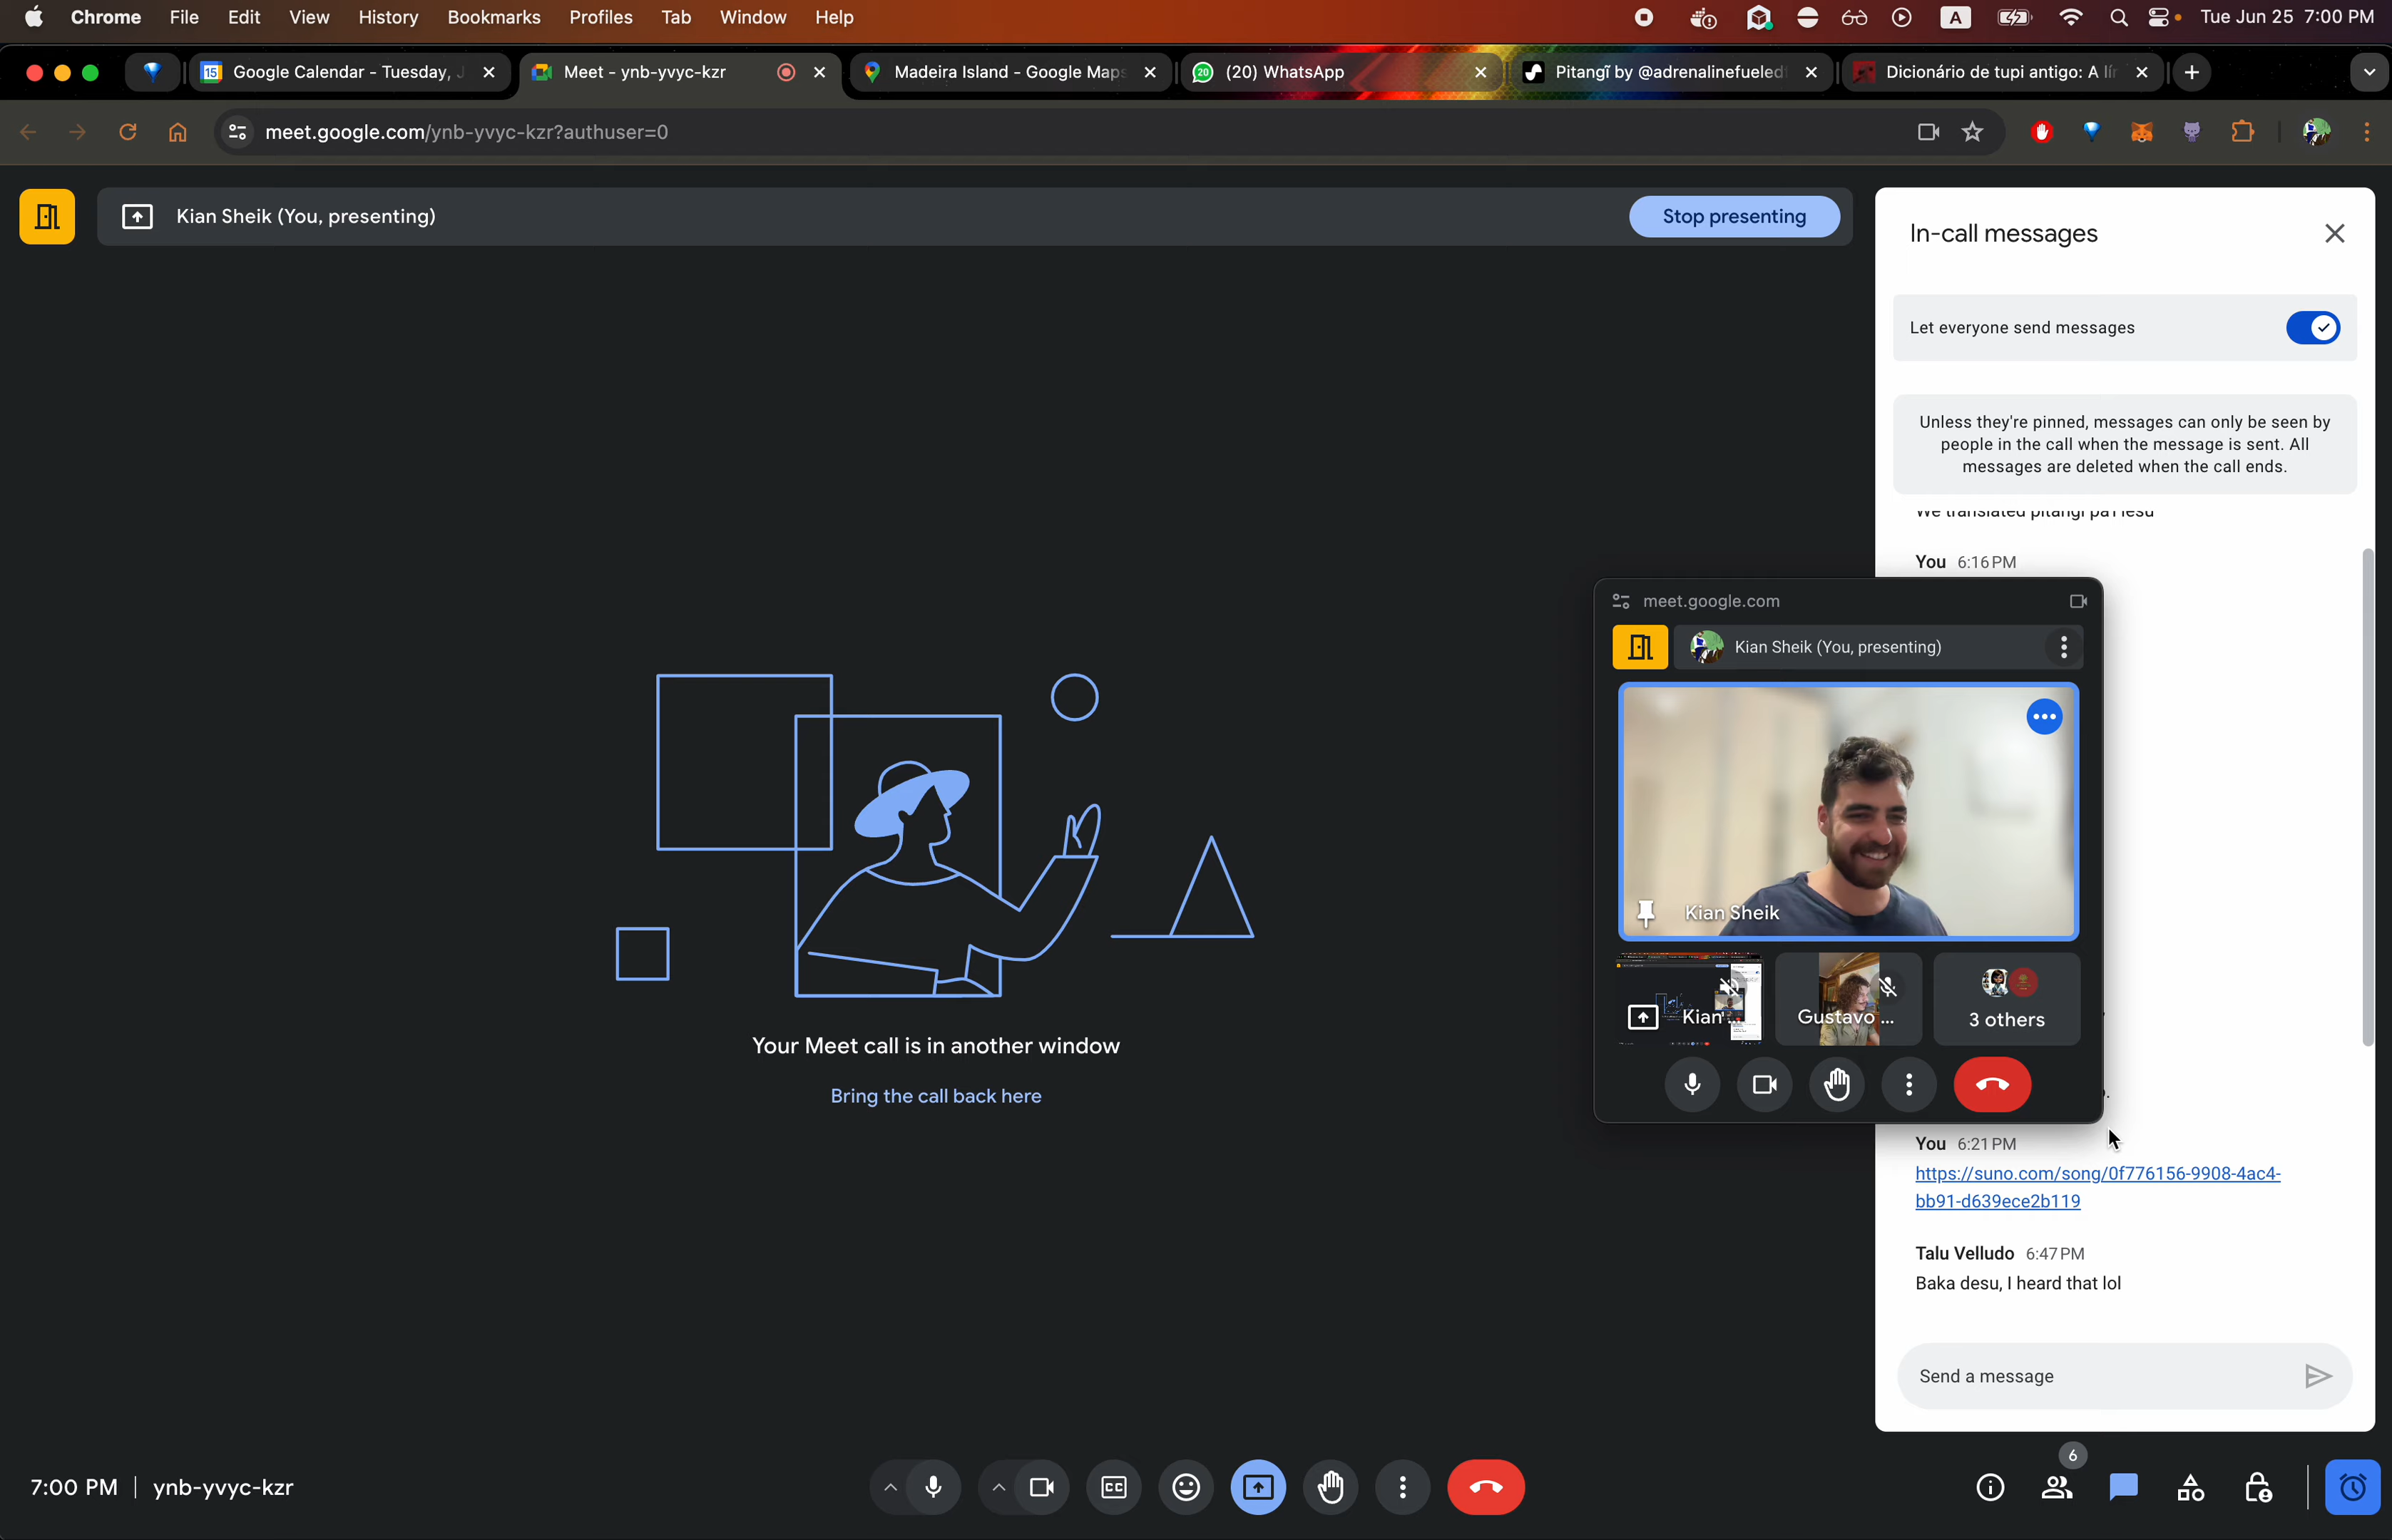 Chrome File Edit View History Bookmarks Profiles Tab Window Help
A
Tue Jun 25 7:00 PM
15 Google Calendar - Tuesday, J
Meet - ynb-yvyc-kzr
Madeira Island - Google Maps
20 (20) WhatsApp
Pitangĩ by @adrenalinefueled
Dicionário de tupi antigo: A lín
meet.google.com/ynb-yvyc-kzr?authuser=0
Kian Sheik (You, presenting)
Stop presenting
In-call messages
Let everyone send messages
Unless they're pinned, messages can only be seen by
people in the call when the message is sent. All
messages are deleted when the call ends.
We translated
You 6:16 PM
meet.google.com
Kian Sheik (You, presenting)
Kian Sheik
Kian ...
Gustavo ...
3 others
Your Meet call is in another window
Bring the call back here
You 6:21 PM
https://suno.com/song/0f776156-9908-4ac4-
bb91-d639ece2b119
Talu Velludo 6:47 PM
Baka desu, I heard that lol
Send a message
7:00 PM | ynb-yvyc-kzr
CC
6